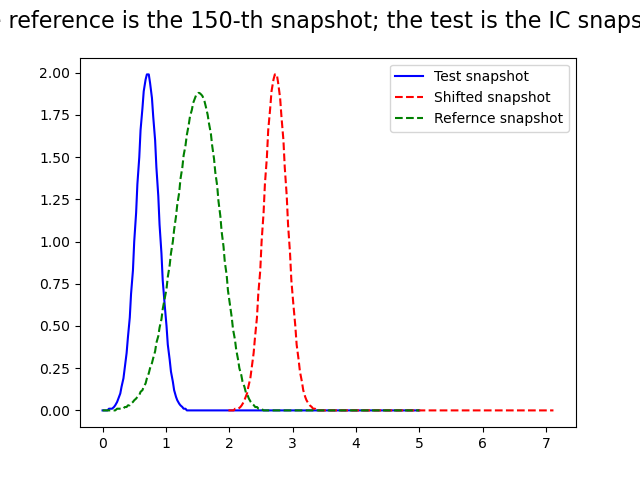 reference is the 150-th snapshot; the test is the IC snaps
Test snapshot
Shifted snapshot
Refernce snapshot
2.00
1.75
1.50
1.25
1.00
0.75
0.50
0.25
0.00
0 1 2 3 4 5 6 7